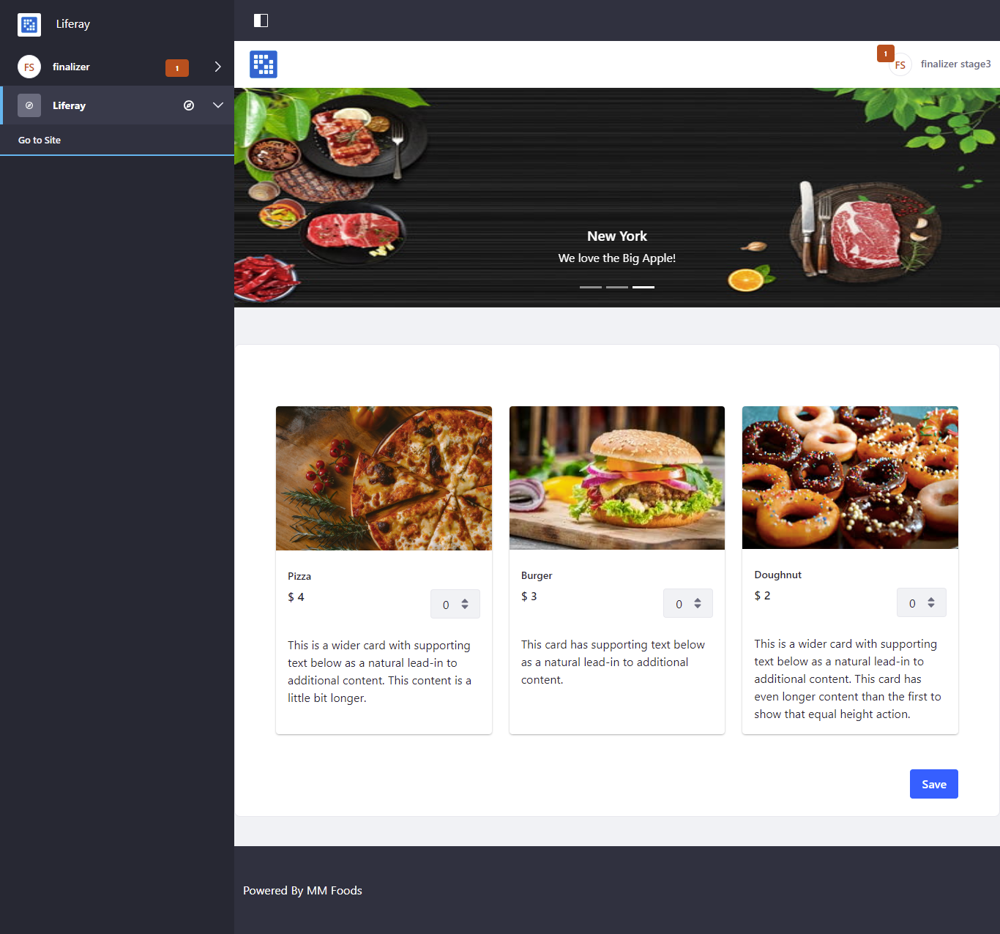 Liferay
FS finalizer 1
Liferay
Go to Site
1
FS finalizer stage3
New York
We love the Big Apple!
Pizza
$ 4
0
This is a wider card with supporting
text below as a natural lead-in to
additional content. This content is a
little bit longer.
Burger
$ 3
0
This card has supporting text below
as a natural lead-in to additional
content.
Doughnut
$ 2
0
This is a wider card with supporting
text below as a natural lead-in to
additional content. This card has
even longer content than the first to
show that equal height action.
Save
Powered By MM Foods